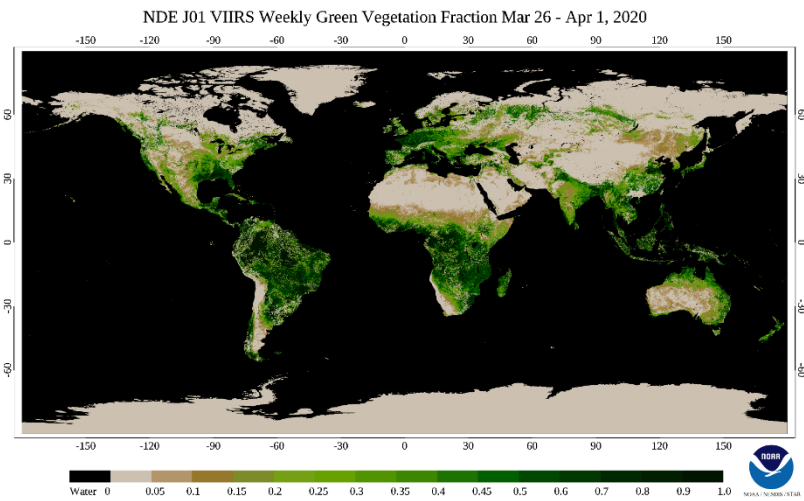 NDE J01 VIIRS Weekly Green Vegetation Fraction Mar 26 - Apr 1, 2020
-150 -120 -90 -60 -30 0 30 60 90 120 150
60 60
30 30
0 0
-30 -30
-60 -60
-150 -120 -90 -60 -30 0 30 60 90 120 150
Water 0 0.05 0.1 0.15 0.2 0.25 0.3 0.35 0.4 0.45 0.5 0.6 0.7 0.8 0.9 1.0
NOAA
NOAA / NESDIS / STAR